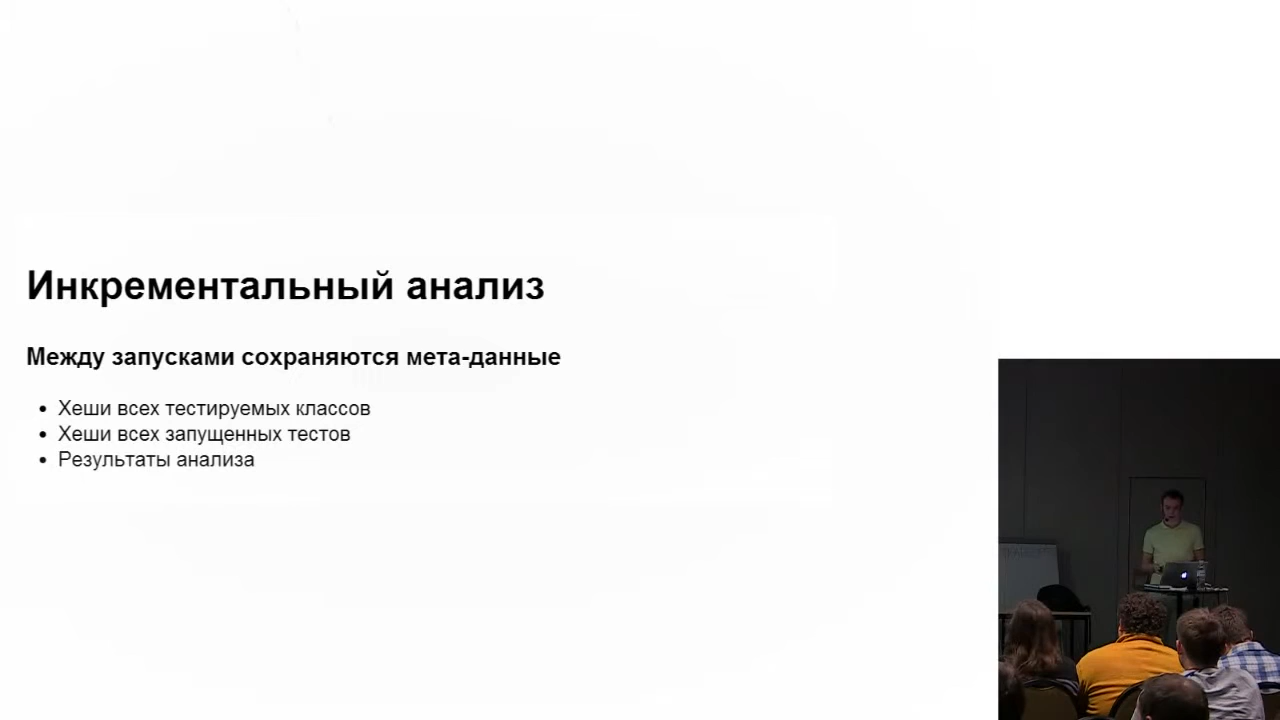 Инкрементальный анализ
Между запусками сохраняются мета-данные
Хеши всех тестируемых классов
Хеши всех запущенных тестов
Результаты анализа